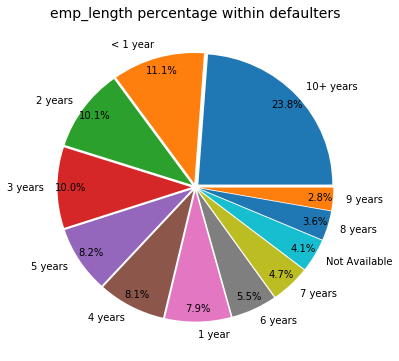 emp_length percentage within defaulters
< 1 year
11.1%
10+ years
23.8%
2 years
10.1%
3 years
10.0%
9 years
2.8%
8 years
3.6%
Not Available
4.1%
5 years
8.2%
7 years
4.7%
4 years
8.1%
6 years
5.5%
1 year
7.9%